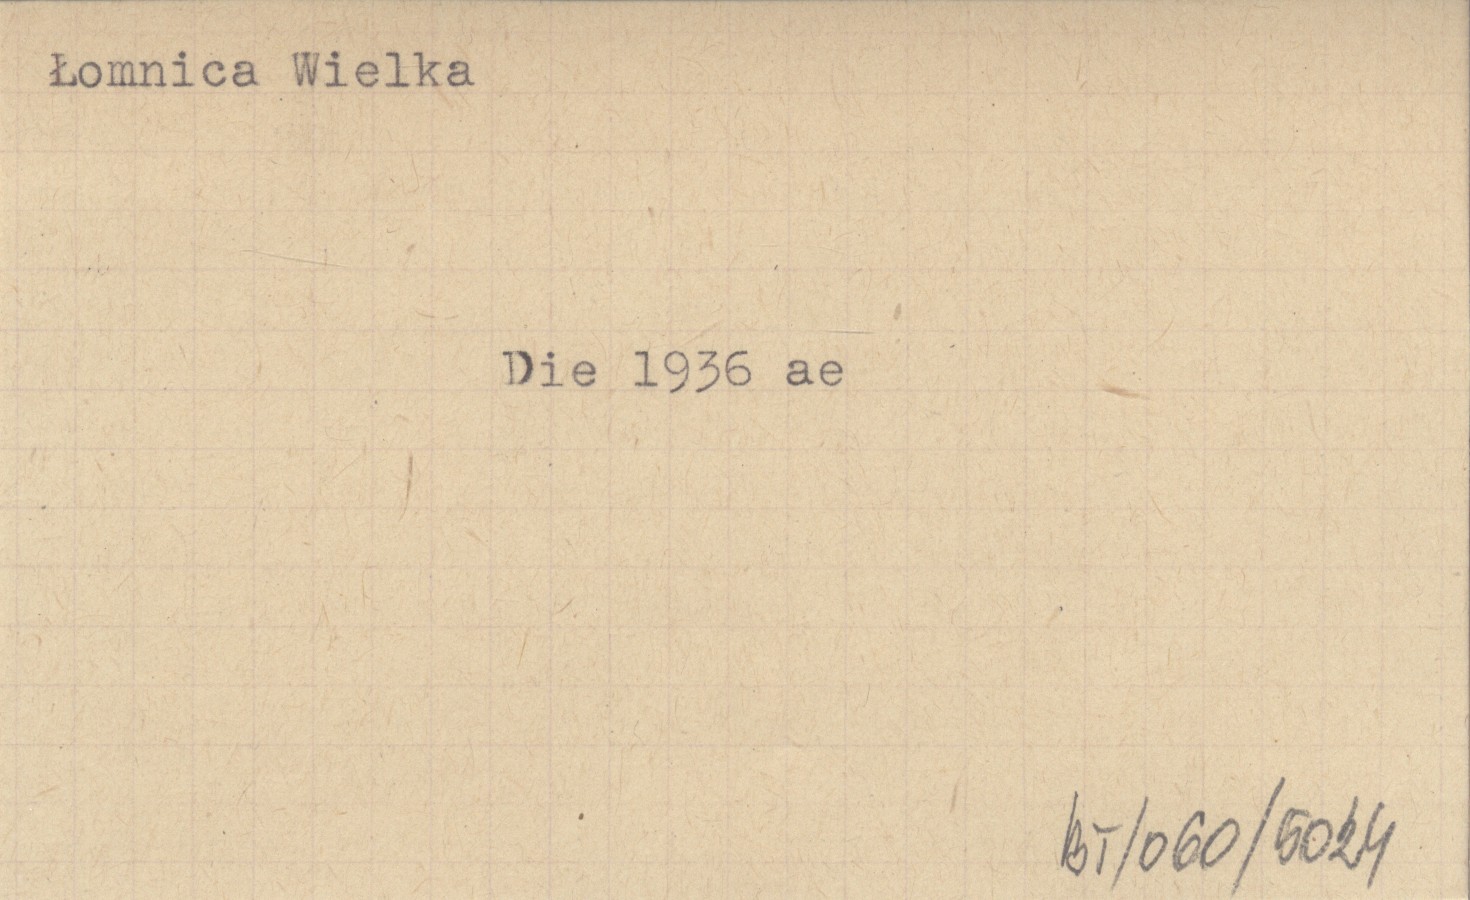 Łomnica Wielka
Die 1936 ae
BT/060/5024